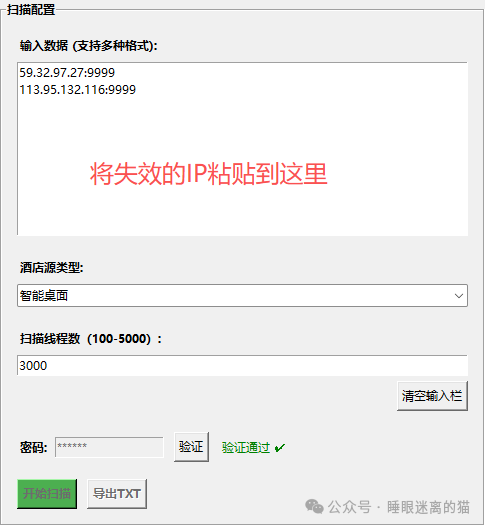 扫描配置
输入数据 (支持多种格式):
59.32.97.27:9999
113.95.132.116:9999
将失效的IP粘贴到这里
酒店源类型:
智能桌面
扫描线程数（100-5000）:
3000
清空输入栏
密码: ****** 验证 验证通过 ✔
开始扫描 导出TXT
公众号 · 睡眼迷离的猫